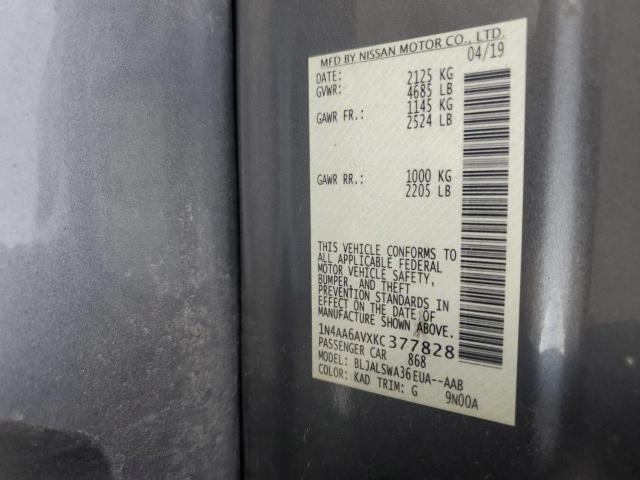 MFD BY NISSAN MOTOR CO., LTD.
04/19
DATE: 2125 KG
GVWR: 4685 LB
1145 KG
GAWR FR.: 2524 LB
GAWR RR.: 1000 KG
2205 LB
THIS VEHICLE CONFORMS TO
ALL APPLICABLE FEDERAL
MOTOR VEHICLE SAFETY,
BUMPER, AND THEFT
PREVENTION STANDARDS IN
EFFECT ON THE DATE OF
MANUFACTURE SHOWN ABOVE.
1N4AA6AVXKC377828
PASSENGER CAR 868
MODEL: BLJALSWA36EUA--AAB
COLOR: KAD TRIM: G 9N00A